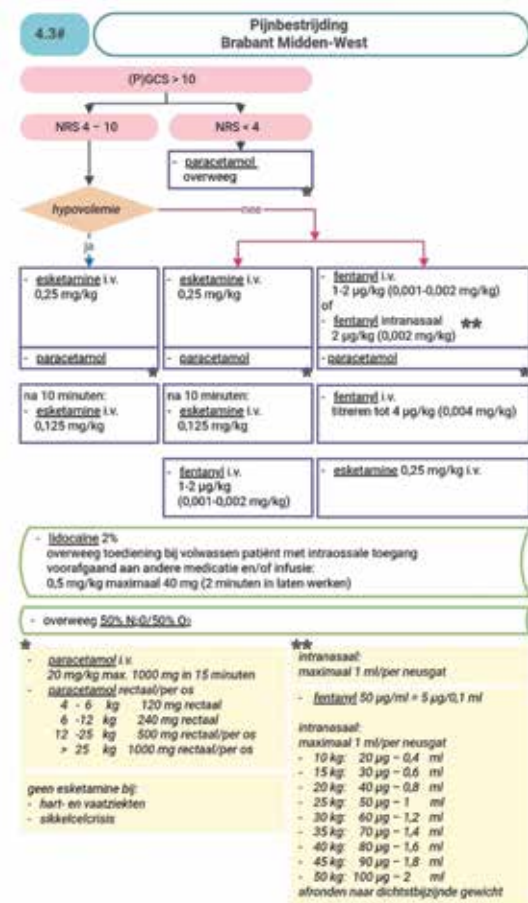 4.3#
Pijnbestrijding
Brabant Midden-West
(P)GCS > 10
NRS 4 – 10
NRS < 4
- paracetamol
overweeg
*
hypovolemie
nee
ja
- esketamine i.v.
0,25 mg/kg
- paracetamol
*
na 10 minuten:
- esketamine i.v.
0,125 mg/kg
- esketamine i.v.
0,25 mg/kg
- paracetamol
*
na 10 minuten:
- esketamine i.v.
0,125 mg/kg
- fentanyl i.v.
1-2 µg/kg
(0,001-0,002 mg/kg)
- fentanyl i.v.
1-2 µg/kg (0,001-0,002 mg/kg)
of
- fentanyl intranasaal **
2 µg/kg (0,002 mg/kg)
- paracetamol
*
- fentanyl i.v.
titreren tot 4 µg/kg (0,004 mg/kg)
- esketamine 0,25 mg/kg i.v.
- lidocaïne 2%
overweeg toediening bij volwassen patiënt met intraossale toegang
voorafgaand aan andere medicatie en/of infusie:
0,5 mg/kg maximaal 40 mg (2 minuten in laten werken)
- overweeg 50% N₂O/50% O₂
*
- paracetamol i.v.
20 mg/kg max. 1000 mg in 15 minuten
- paracetamol rectaal/per os
4 - 6 kg 120 mg rectaal
6 -12 kg 240 mg rectaal
12 -25 kg 500 mg rectaal/per os
> 25 kg 1000 mg rectaal/per os
geen esketamine bij:
- hart- en vaatziekten
- sikkelcelcrisis
**
intranasaal:
maximaal 1 ml/per neusgat
- fentanyl 50 µg/ml = 5 µg/0,1 ml
intranasaal:
maximaal 1 ml/per neusgat
- 10 kg: 20 µg – 0,4 ml
- 15 kg: 30 µg – 0,6 ml
- 20 kg: 40 µg – 0,8 ml
- 25 kg: 50 µg – 1 ml
- 30 kg: 60 µg – 1,2 ml
- 35 kg: 70 µg – 1,4 ml
- 40 kg: 80 µg – 1,6 ml
- 45 kg: 90 µg – 1,8 ml
- 50 kg: 100 µg – 2 ml
afronden naar dichtstbijzijnde gewicht